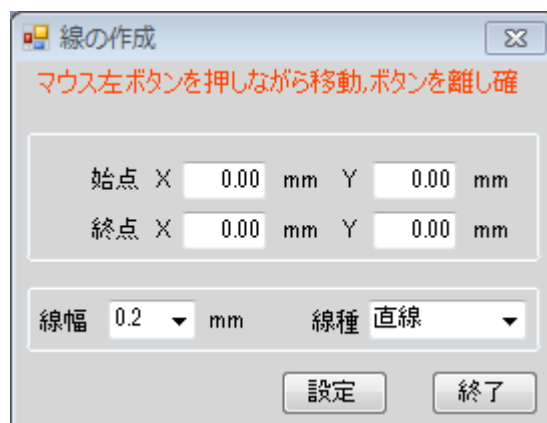 線の作成
マウス左ボタンを押しながら移動,ボタンを離し確
始点 X 0.00 mm Y 0.00 mm
終点 X 0.00 mm Y 0.00 mm
線幅 0.2 mm 線種 直線
設定 終了